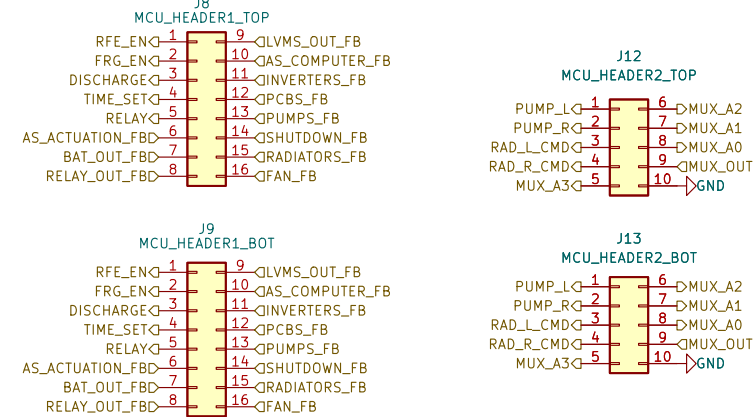 J8
MCU_HEADER1_TOP
RFE_EN 1 9 LVMS_OUT_FB
FRG_EN 2 10 AS_COMPUTER_FB
DISCHARGE 3 11 INVERTERS_FB
TIME_SET 4 12 PCBS_FB
RELAY 5 13 PUMPS_FB
AS_ACTUATION_FB 6 14 SHUTDOWN_FB
BAT_OUT_FB 7 15 RADIATORS_FB
RELAY_OUT_FB 8 16 FAN_FB
J12
MCU_HEADER2_TOP
PUMP_L 1 6 MUX_A2
PUMP_R 2 7 MUX_A1
RAD_L_CMD 3 8 MUX_A0
RAD_R_CMD 4 9 MUX_OUT
MUX_A3 5 10 GND
J9
MCU_HEADER1_BOT
RFE_EN 1 9 LVMS_OUT_FB
FRG_EN 2 10 AS_COMPUTER_FB
DISCHARGE 3 11 INVERTERS_FB
TIME_SET 4 12 PCBS_FB
RELAY 5 13 PUMPS_FB
AS_ACTUATION_FB 6 14 SHUTDOWN_FB
BAT_OUT_FB 7 15 RADIATORS_FB
RELAY_OUT_FB 8 16 FAN_FB
J13
MCU_HEADER2_BOT
PUMP_L 1 6 MUX_A2
PUMP_R 2 7 MUX_A1
RAD_L_CMD 3 8 MUX_A0
RAD_R_CMD 4 9 MUX_OUT
MUX_A3 5 10 GND